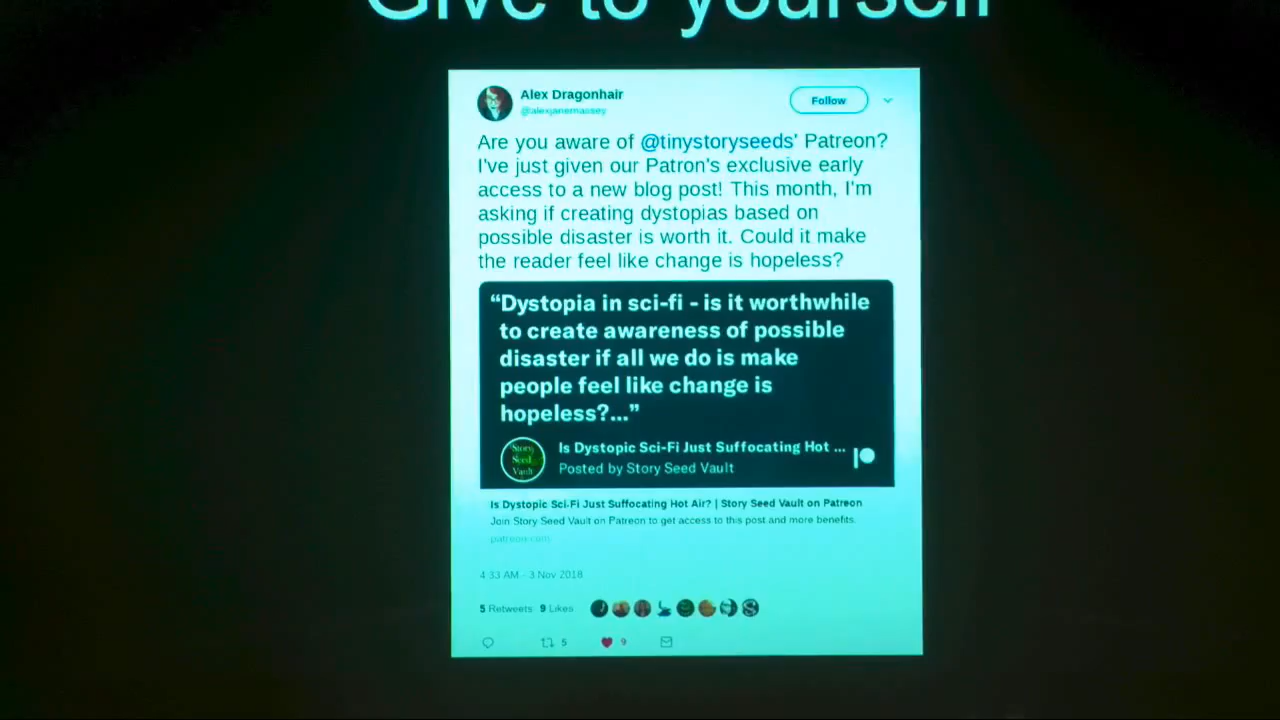 Give to yourself
Alex Dragonhair
@alexjanemassey
Follow
Are you aware of @tinystoryseeds' Patreon?
I've just given our Patron's exclusive early
access to a new blog post! This month, I'm
asking if creating dystopias based on
possible disaster is worth it. Could it make
the reader feel like change is hopeless?
“Dystopia in sci-fi - is it worthwhile
to create awareness of possible
disaster if all we do is make
people feel like change is
hopeless?...”
Story
Seed
Vault
Is Dystopic Sci-Fi Just Suffocating Hot ...
Posted by Story Seed Vault
Is Dystopic Sci-Fi Just Suffocating Hot Air? | Story Seed Vault on Patreon
Join Story Seed Vault on Patreon to get access to this post and more benefits.
patreon.com
4:33 AM - 3 Nov 2018
5 Retweets 9 Likes
5 9